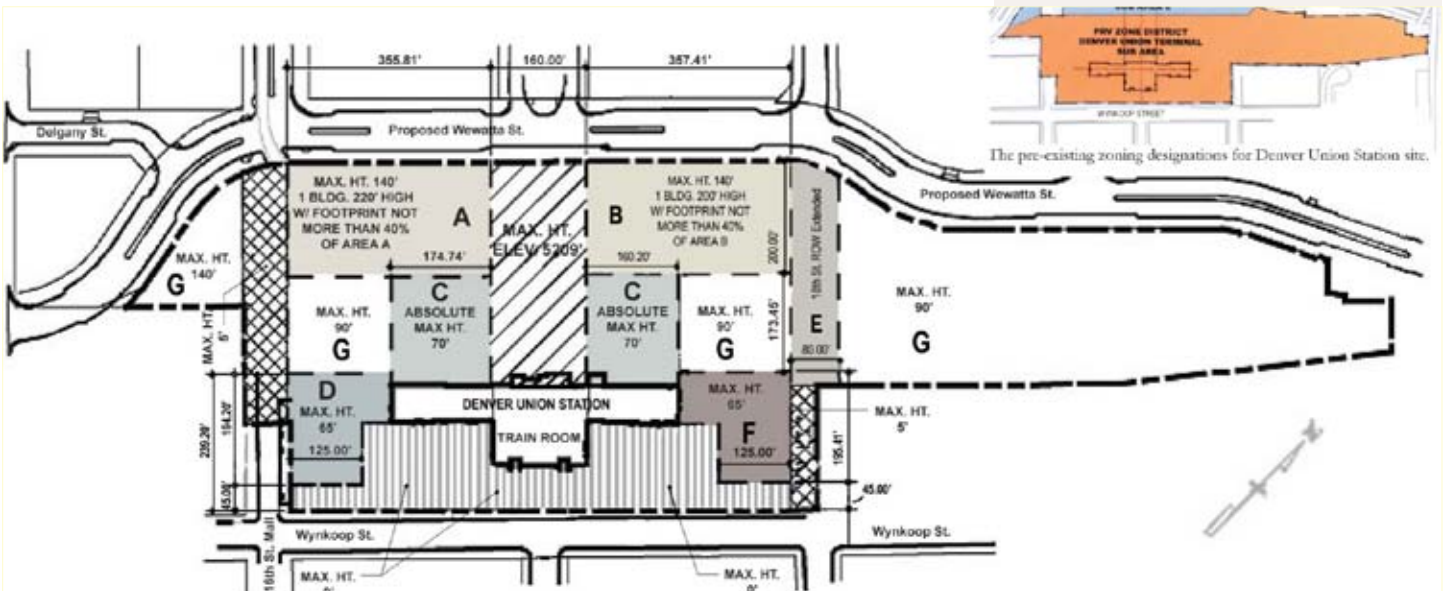 SUB AREA
PRV ZONE DISTRICT
DENVER UNION TERMINAL
SUB AREA
WYNKOOP STREET
The pre-existing zoning designations for Denver Union Station site.
355.81'
160.00'
357.41'
Delgany St.
Proposed Wewatta St.
Proposed Wewatta St.
MAX. HT. 140'
1 BLDG. 220' HIGH
W/ FOOTPRINT NOT
MORE THAN 40%
OF AREA A
A
MAX. HT.
ELEV. 5209'
B
MAX. HT. 140'
1 BLDG. 200' HIGH
W/ FOOTPRINT NOT
MORE THAN 40%
OF AREA B
18th St. ROW Extended
200.00'
MAX. HT.
140'
G
174.74'
160.20'
MAX. HT.
5'
MAX. HT.
90'
G
C
ABSOLUTE
MAX HT.
70'
C
ABSOLUTE
MAX HT.
70'
MAX. HT.
90'
G
173.45'
E
80.00'
MAX. HT.
90'
G
D
MAX. HT.
65'
125.00'
DENVER UNION STATION
TRAIN ROOM
MAX. HT.
65'
F
125.00'
MAX. HT.
5'
239.20'
194.20'
45.00'
195.41'
45.00'
Wynkoop St.
Wynkoop St.
16th St. Mall
MAX. HT.
MAX. HT.